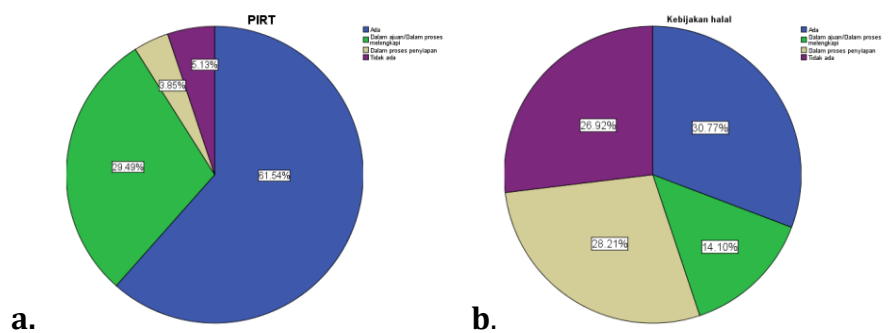 PIRT
Ada
Dalam ajuan/Dalam proses
melengkapi
Dalam proses penyiapan
Tidak ada
5.13%
3.85%
29.49%
61.54%
a.
Kebijakan halal
Ada
Dalam ajuan/Dalam proses
melengkapi
Dalam proses penyiapan
Tidak ada
26.92%
30.77%
28.21%
14.10%
b.